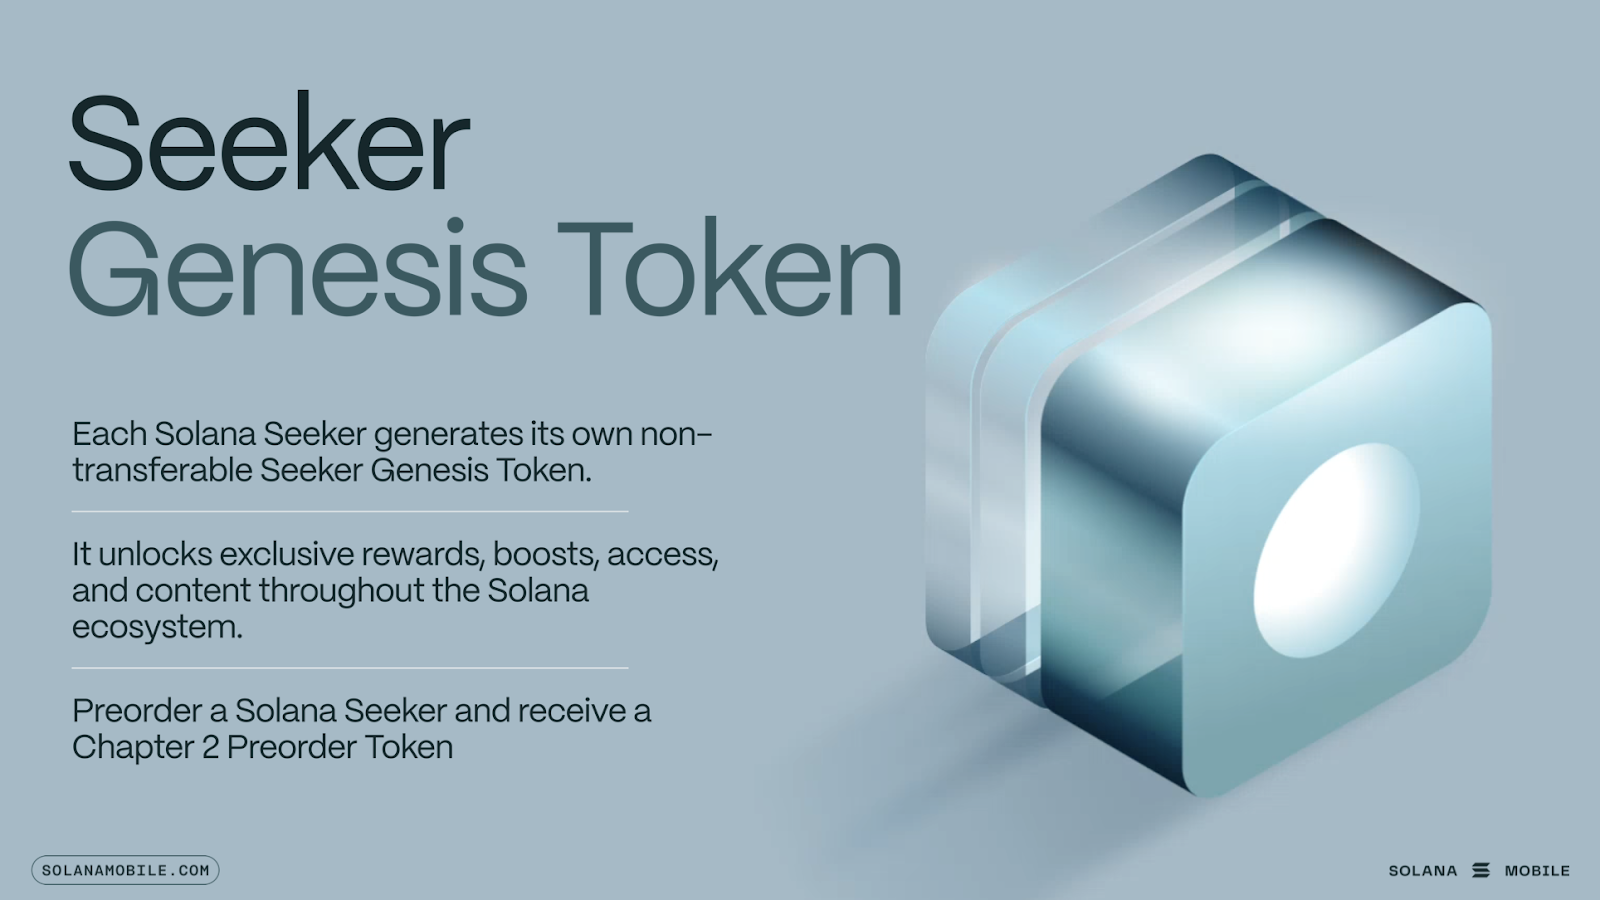 Seeker
Genesis Token
Each Solana Seeker generates its own non-
transferable Seeker Genesis Token.
It unlocks exclusive rewards, boosts, access,
and content throughout the Solana
ecosystem.
Preorder a Solana Seeker and receive a
Chapter 2 Preorder Token
SOLANAMOBILE.COM
SOLANA MOBILE